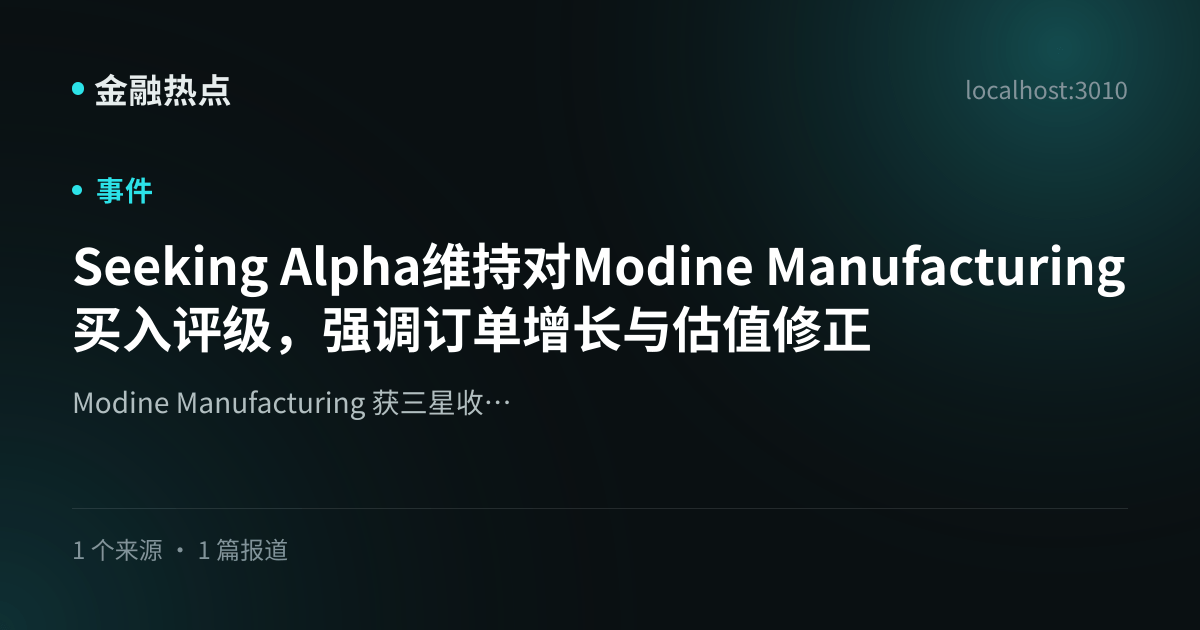 金融热点
localhost:3010
事件
Seeking Alpha维持对Modine Manufacturing
买入评级，强调订单增长与估值修正
Modine Manufacturing 获三星收…
1 个来源 · 1 篇报道